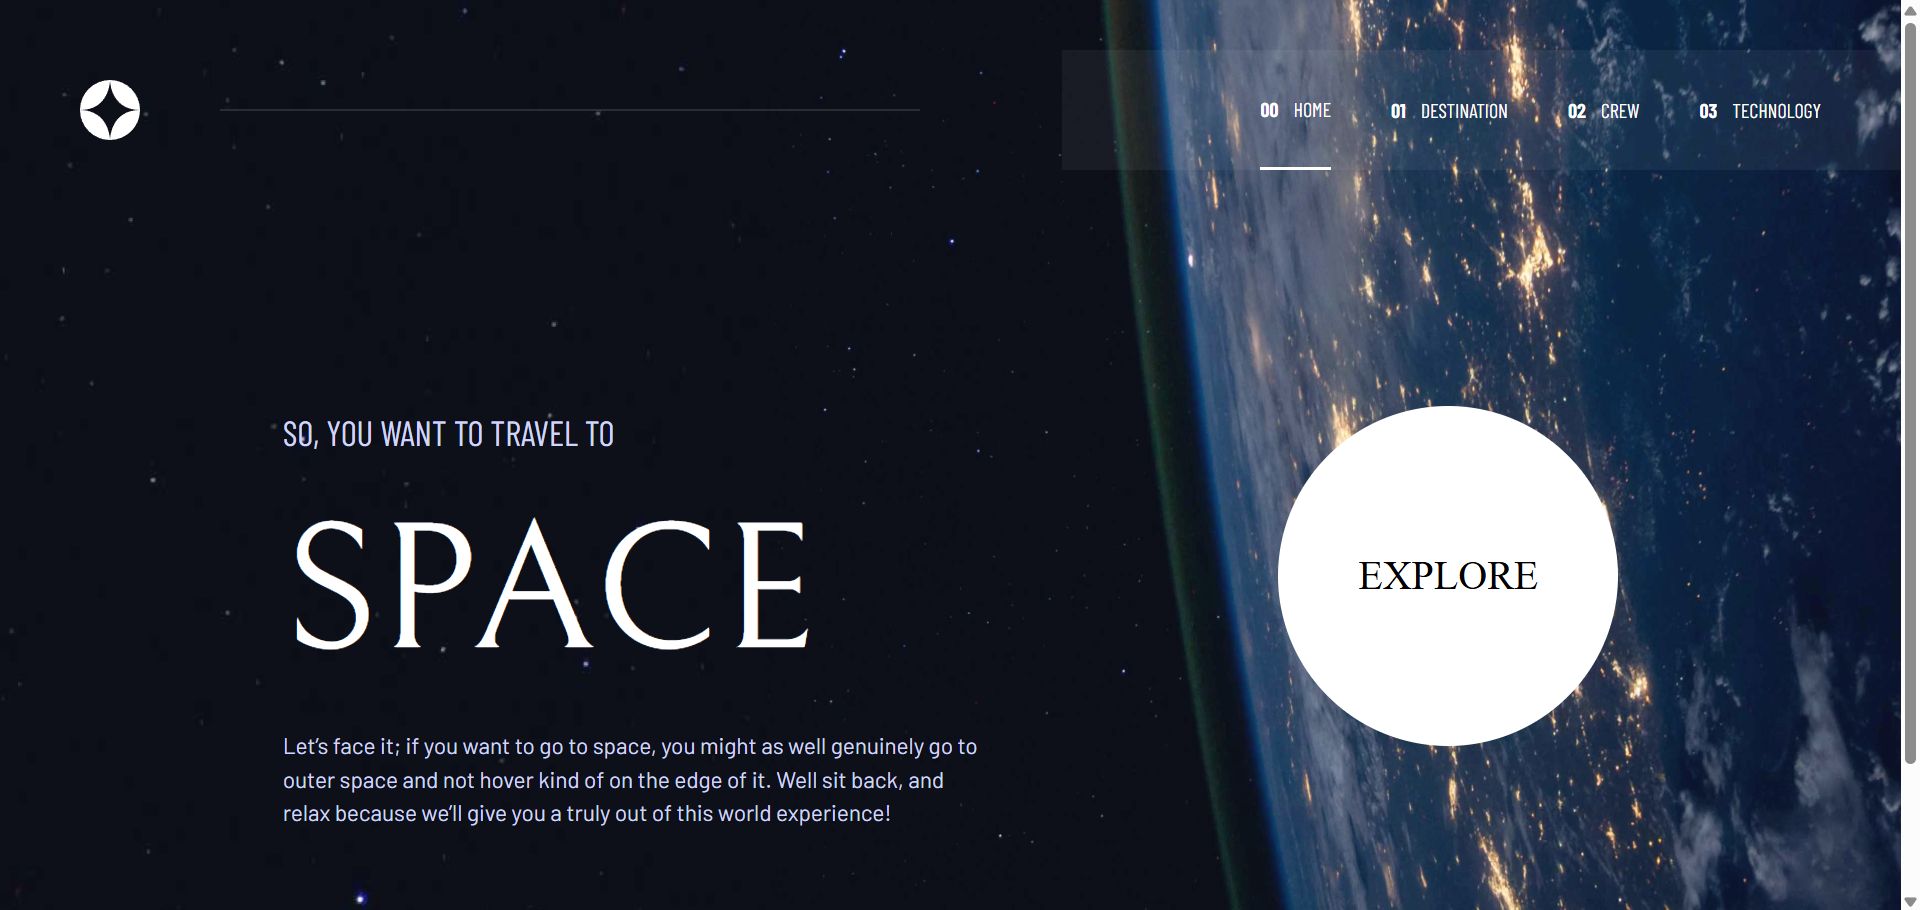 00 HOME 01 DESTINATION 02 CREW 03 TECHNOLOGY
SO, YOU WANT TO TRAVEL TO
SPACE
Let’s face it; if you want to go to space, you might as well genuinely go to
outer space and not hover kind of on the edge of it. Well sit back, and
relax because we’ll give you a truly out of this world experience!
EXPLORE